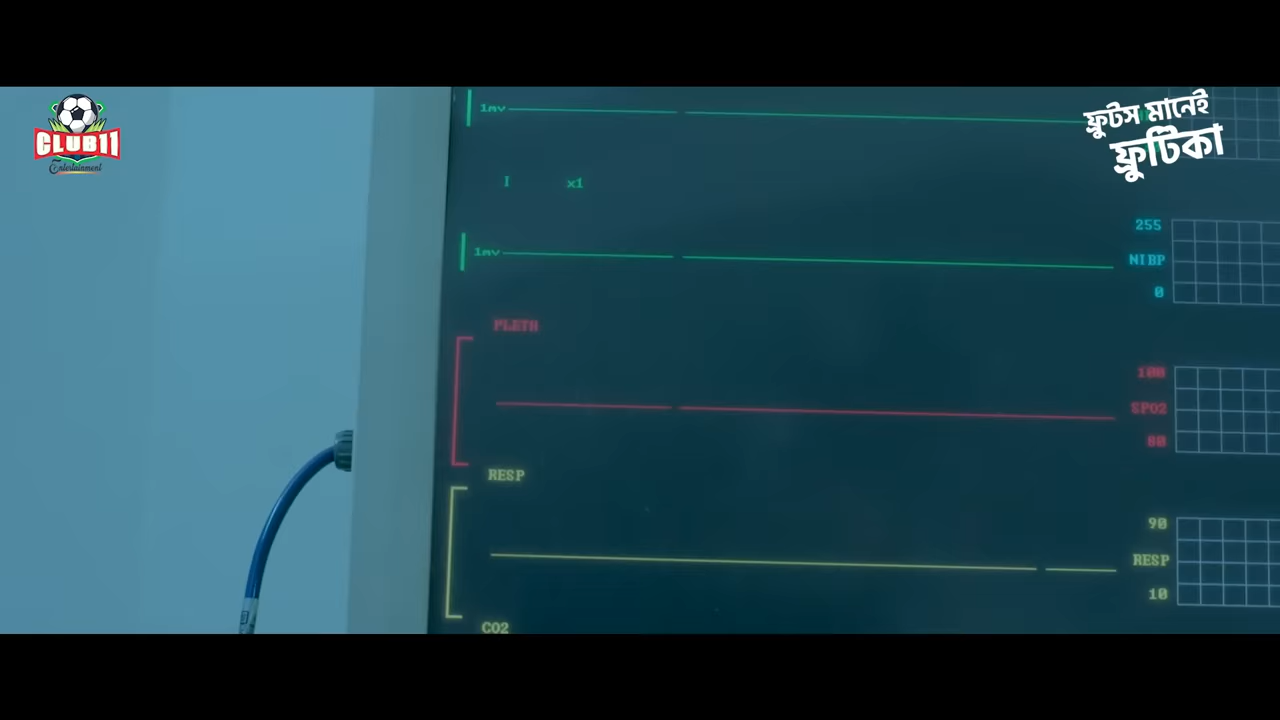 CLUB11
Entertainment
ফ্রুটস মানেই
ফ্রুটিকা
1mv
I x1
1mv
255
NIBP
0
PLETH
100
SPO2
80
RESP
90
RESP
10
CO2